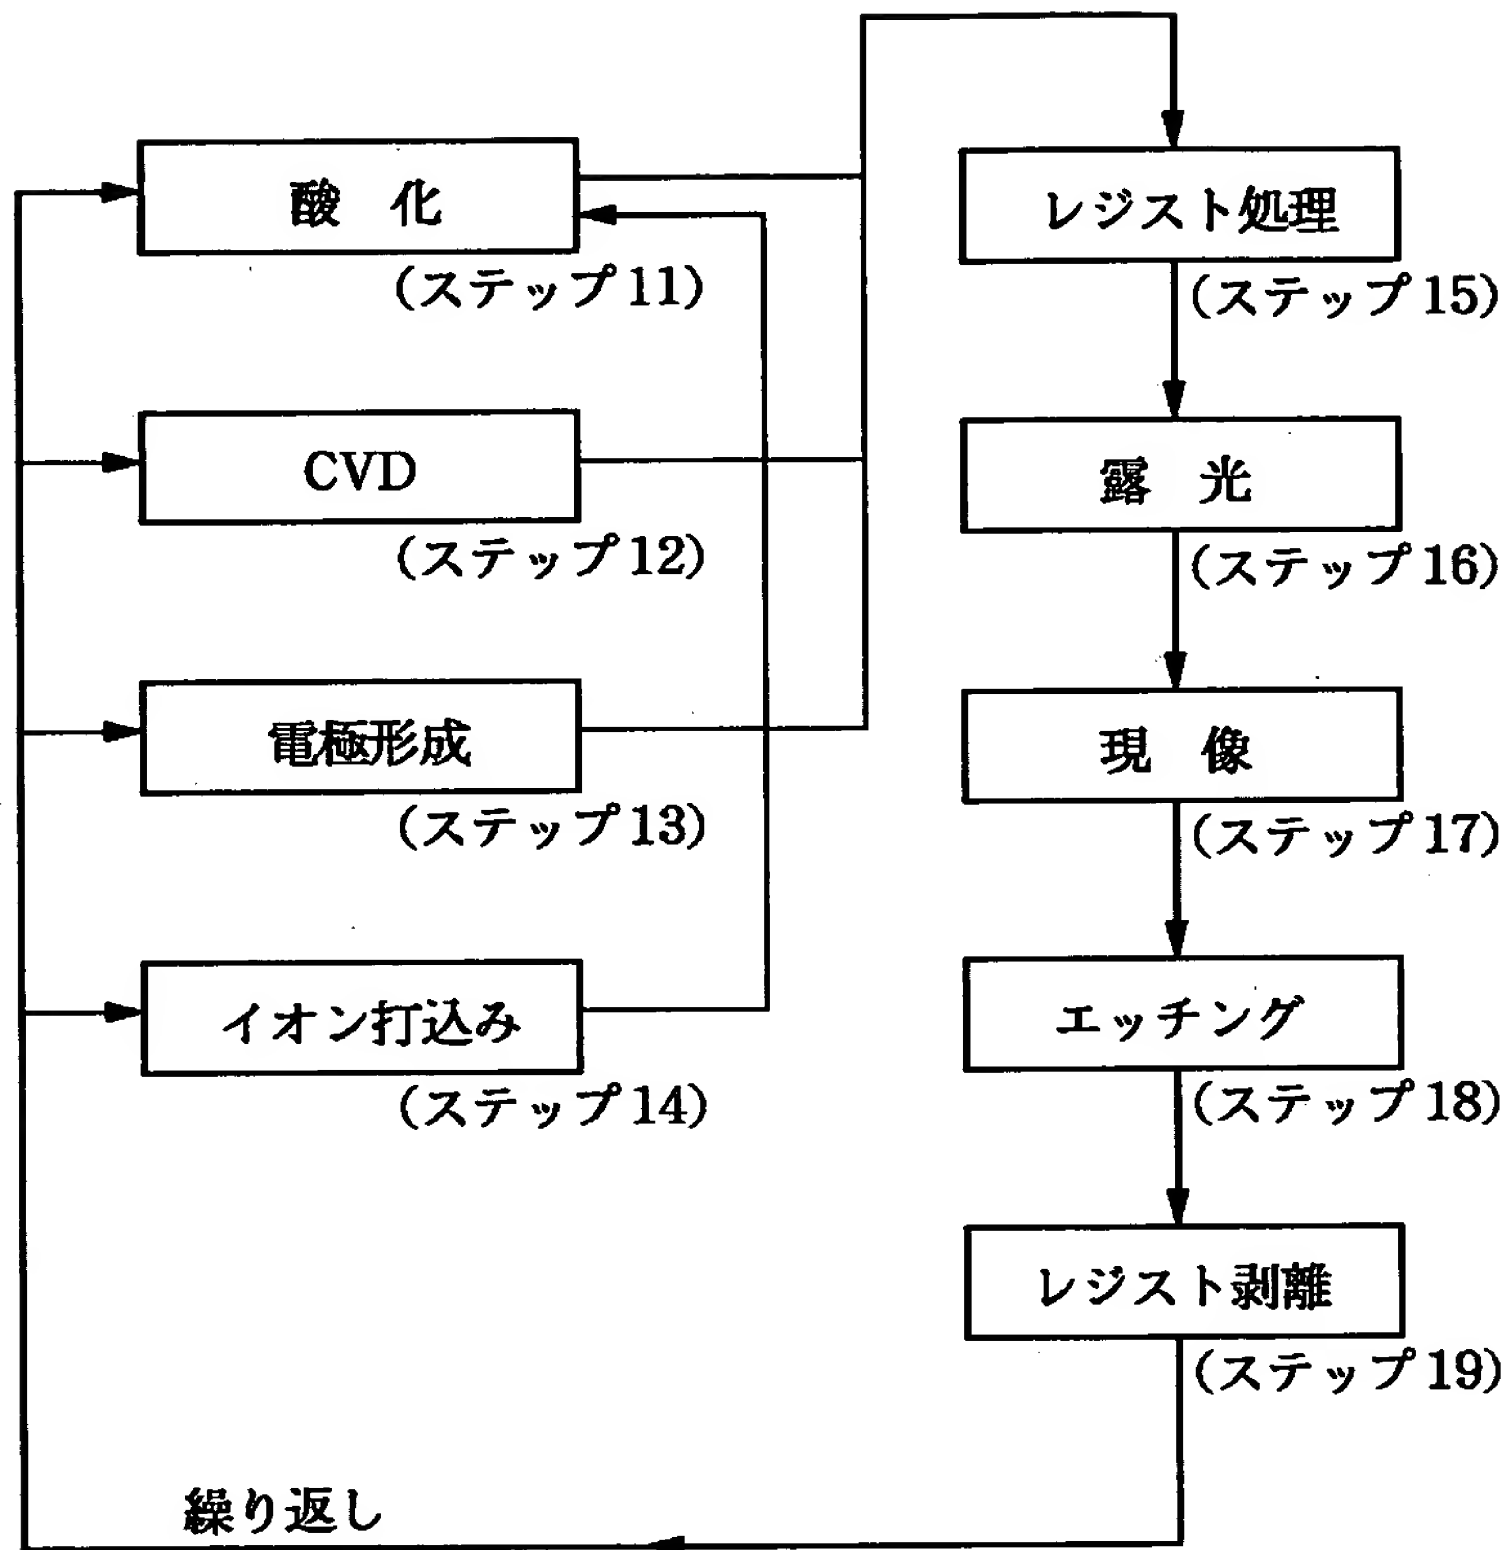 酸 化
(ステップ11)
CVD
(ステップ12)
電極形成
(ステップ13)
イオン打込み
(ステップ14)
レジスト処理
(ステップ15)
露 光
(ステップ16)
現 像
(ステップ17)
エッチング
(ステップ18)
レジスト剥離
(ステップ19)
繰り返し